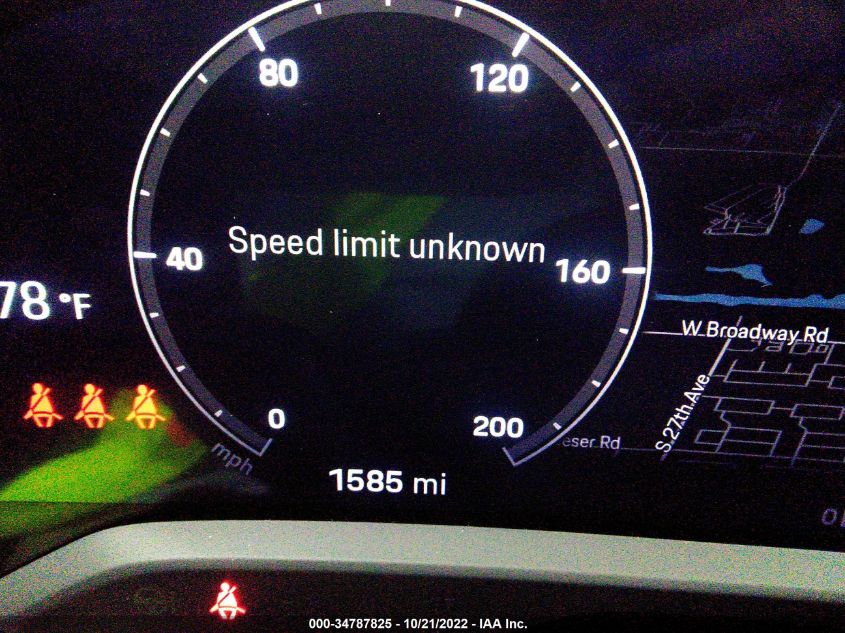 80
120
Speed limit unknown
40
160
78 °F
W Broadway Rd
S 27th Ave
0
200
eser Rd
mph
1585 mi
000-34787825 - 10/21/2022 - IAA Inc.